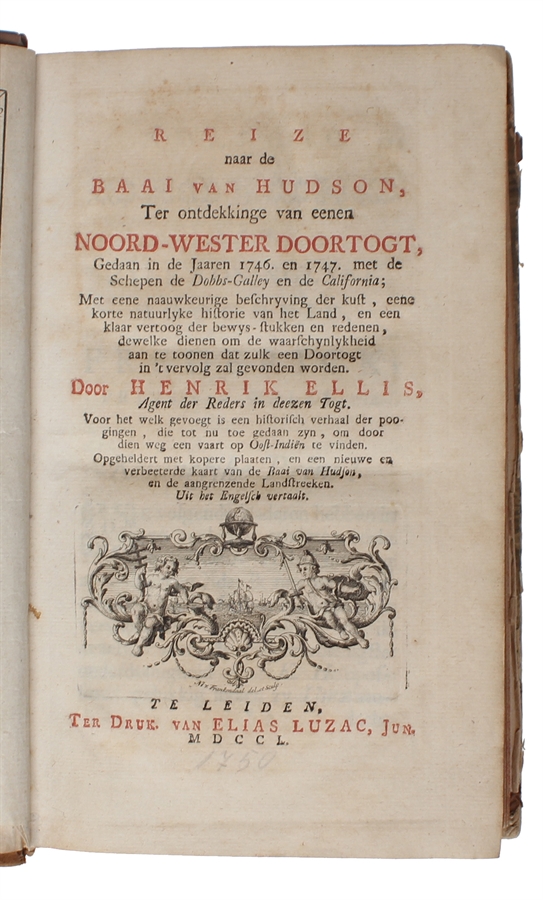 REIZE
naar de
BAAI VAN HUDSON,
Ter ontdekkinge van eenen
NOORD-WESTER DOORTOGT,
Gedaan in de Jaaren 1746. en 1747. met de
Schepen de Dobbs-Galley en de California;
Met eene naauwkeurige beſchryving der kuſt, eene
korte natuurlyke hiſtorie van het Land, en een
klaar vertoog der bewys-ſtukken en redenen,
dewelke dienen om de waarſchynlykheid
aan te toonen dat zulk een Doortogt
in 't vervolg zal gevonden worden.
Door HENRIK ELLIS,
Agent der Reders in deezen Togt.
Voor het welk gevoegt is een hiſtoriſch verhaal der poo-
gingen, die tot nu toe gedaan zyn, om door
dien weg een vaart op Ooſt-Indiën te vinden.
Opgeheldert met kopere plaaten, en een nieuwe en
verbeeterde kaart van de Baai van Hudſon,
en de aangrenzende Landſtreeken.
Uit het Engelſch vertaalt.
TE LEIDEN,
TER DRUK. VAN ELIAS LUZAC, JUN.
MDCCL.
1750